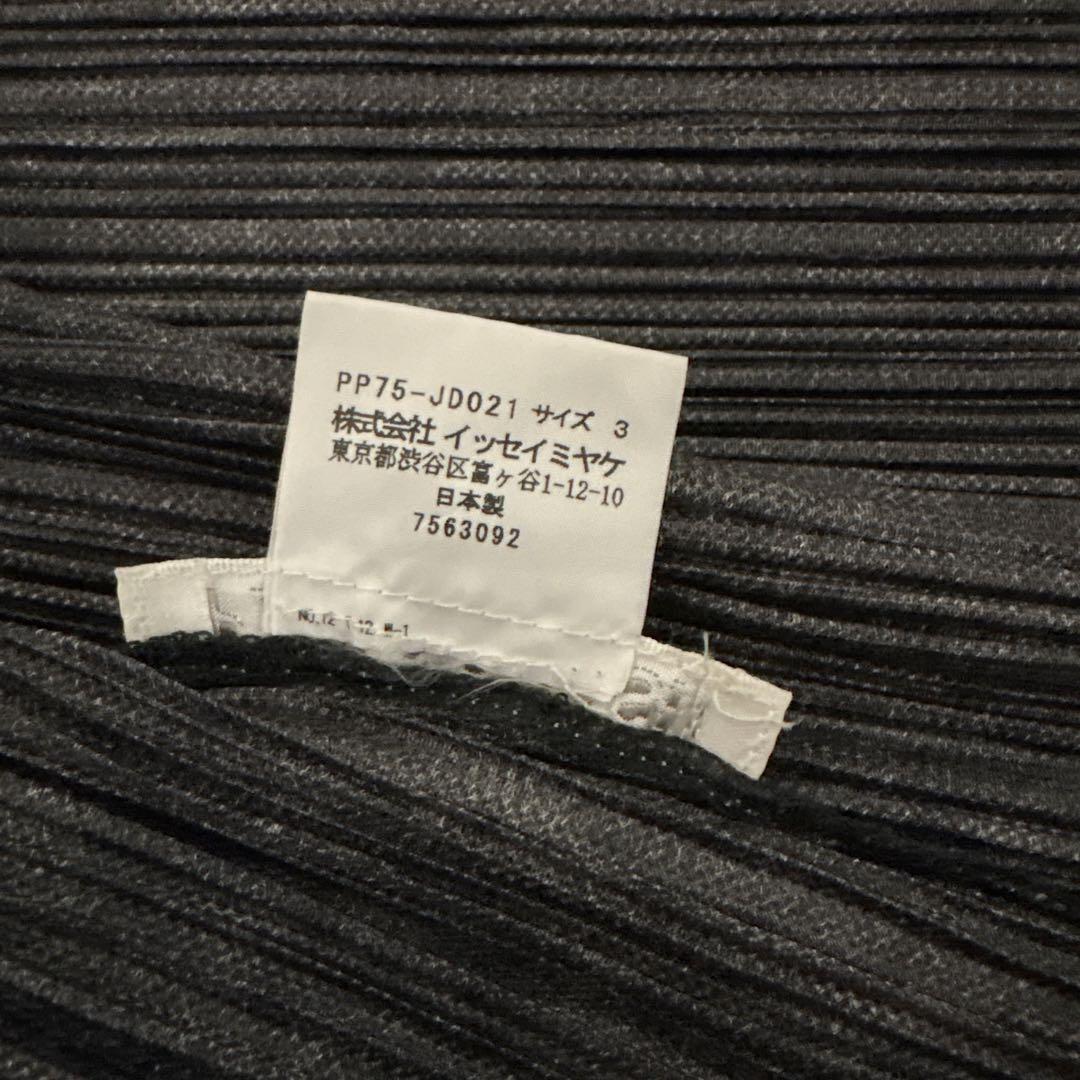 PP75-JD021 サイズ 3
株式会社 イッセイミヤケ
東京都渋谷区富ヶ谷1-12-10
日本製
7563092